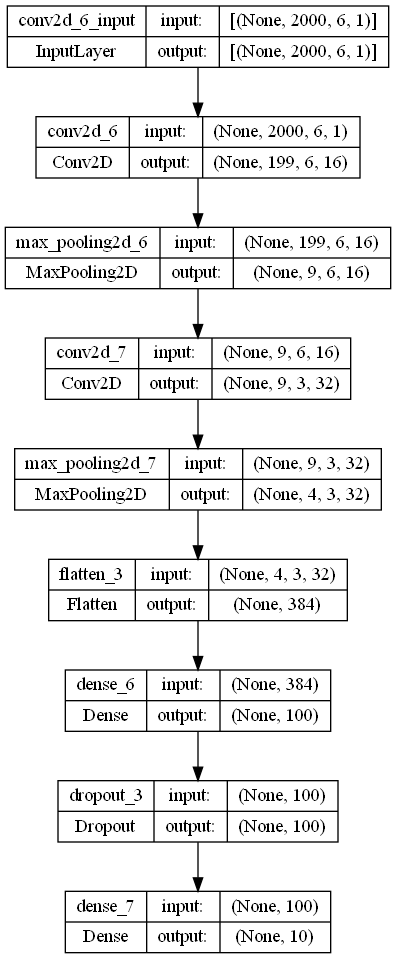 conv2d_6_input input: [(None, 2000, 6, 1)]
InputLayer output: [(None, 2000, 6, 1)]
conv2d_6 input: (None, 2000, 6, 1)
Conv2D output: (None, 199, 6, 16)
max_pooling2d_6 input: (None, 199, 6, 16)
MaxPooling2D output: (None, 9, 6, 16)
conv2d_7 input: (None, 9, 6, 16)
Conv2D output: (None, 9, 3, 32)
max_pooling2d_7 input: (None, 9, 3, 32)
MaxPooling2D output: (None, 4, 3, 32)
flatten_3 input: (None, 4, 3, 32)
Flatten output: (None, 384)
dense_6 input: (None, 384)
Dense output: (None, 100)
dropout_3 input: (None, 100)
Dropout output: (None, 100)
dense_7 input: (None, 100)
Dense output: (None, 10)